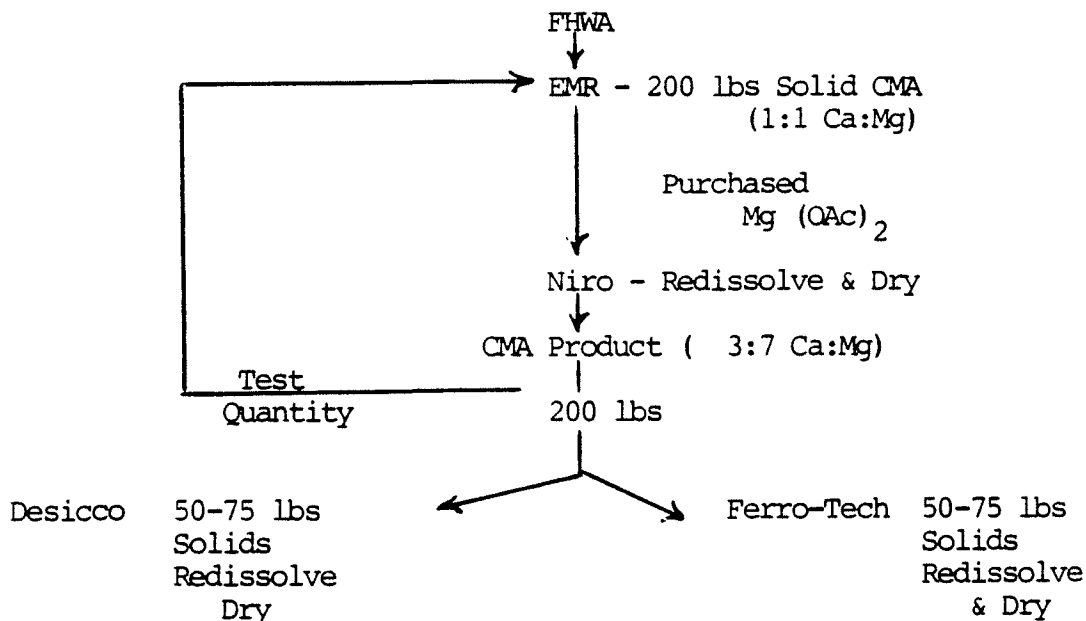 FHWA
EMR - 200 lbs Solid CMA
(1:1 Ca:Mg)
Purchased
Mg (OAc)2
Niro - Redissolve & Dry
CMA Product ( 3:7 Ca:Mg)
Test
Quantity
200 lbs
Desicco 50-75 lbs
Solids
Redissolve
Dry
Ferro-Tech 50-75 lbs
Solids
Redissolve
& Dry